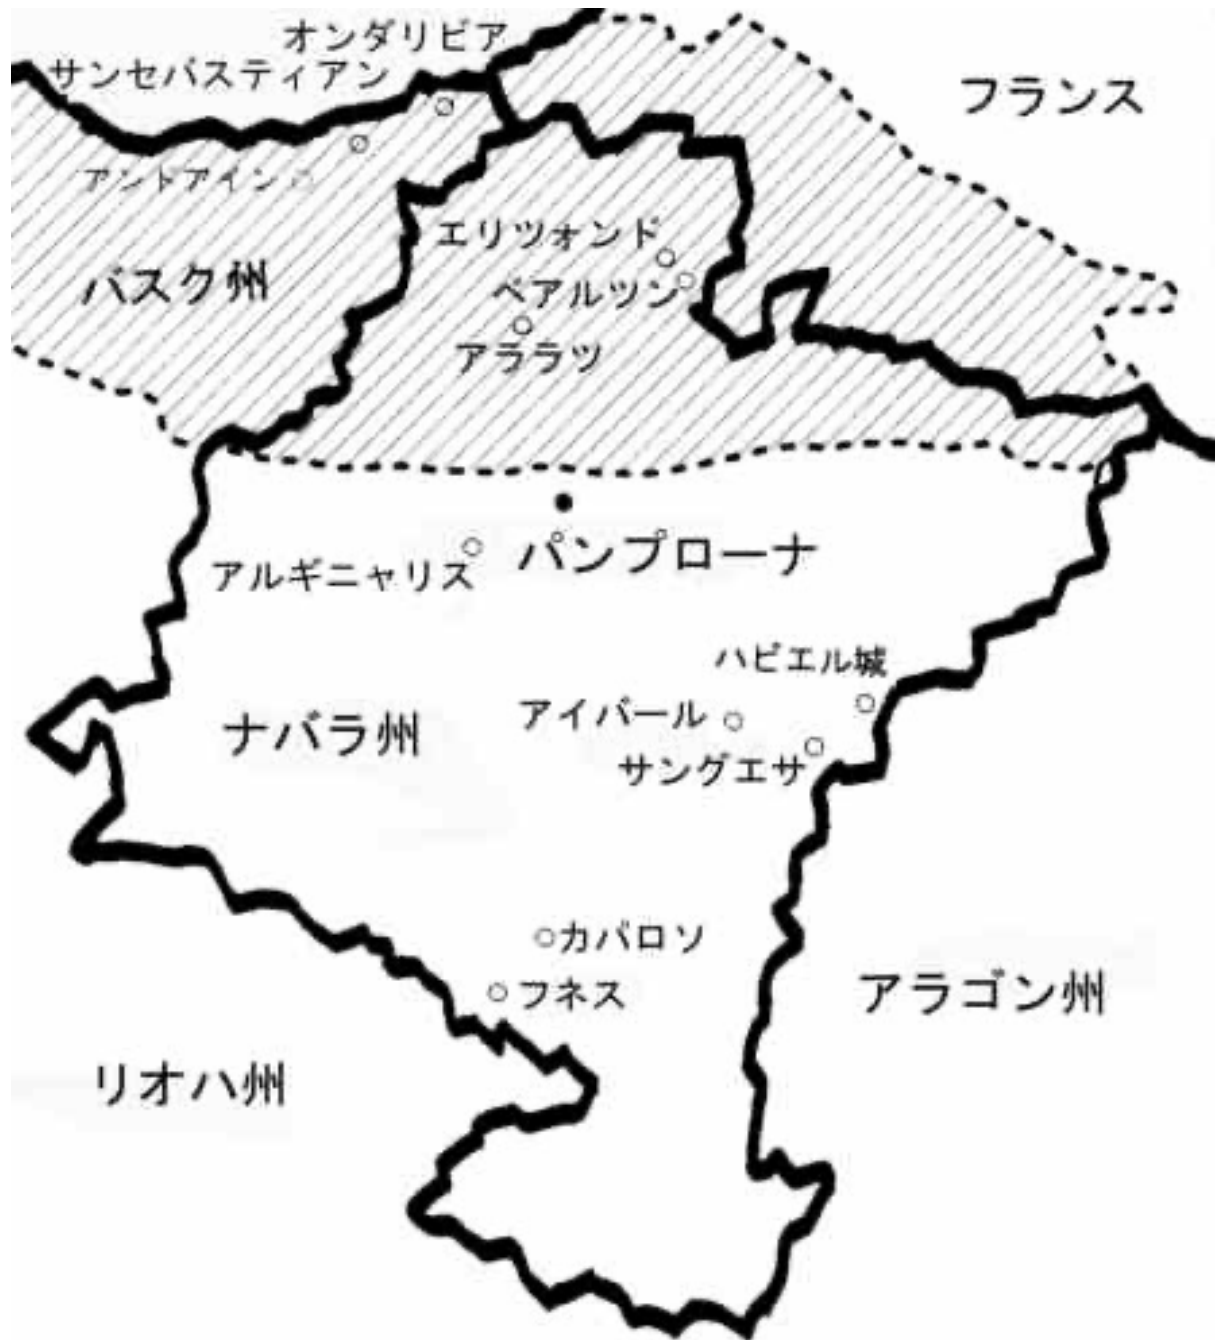 オンダリビア
サンセバスティアン
フランス
アンドアイン
エリツォンド
バスク州
ベアルツン
アララツ
パンプローナ
アルギニャリス
ハビエル城
アイバール
ナバラ州
サングエサ
カバロソ
フネス
アラゴン州
リオハ州